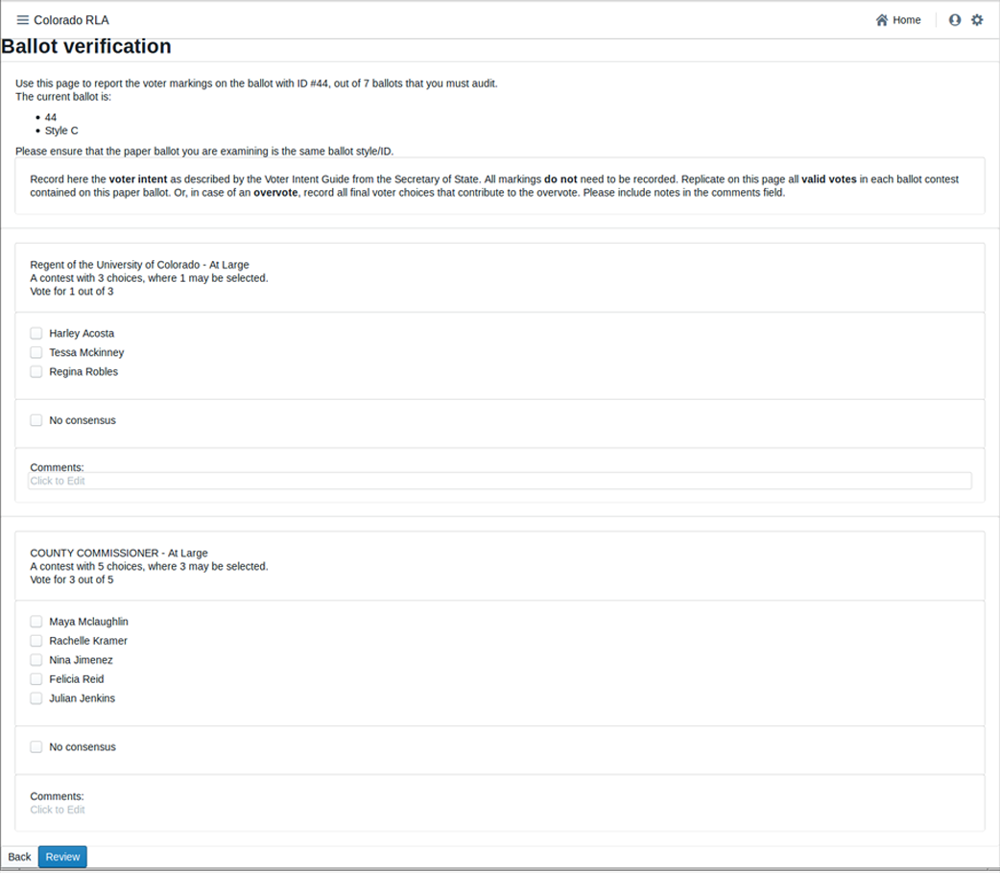 Colorado RLA
Home
Ballot verification
Use this page to report the voter markings on the ballot with ID #44, out of 7 ballots that you must audit.
The current ballot is:
• 44
• Style C
Please ensure that the paper ballot you are examining is the same ballot style/ID.
Record here the voter intent as described by the Voter Intent Guide from the Secretary of State. All markings do not need to be recorded. Replicate on this page all valid votes in each ballot contest
contained on this paper ballot. Or, in case of an overvote, record all final voter choices that contribute to the overvote. Please include notes in the comments field.
Regent of the University of Colorado - At Large
A contest with 3 choices, where 1 may be selected.
Vote for 1 out of 3
Harley Acosta
Tessa Mckinney
Regina Robles
No consensus
Comments:
Click to Edit
COUNTY COMMISSIONER - At Large
A contest with 5 choices, where 3 may be selected.
Vote for 3 out of 5
Maya Mclaughlin
Rachelle Kramer
Nina Jimenez
Felicia Reid
Julian Jenkins
No consensus
Comments:
Click to Edit
Back
Review